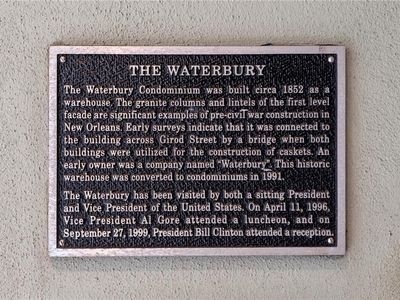 THE WATERBURY
The Waterbury Condominium was built circa 1852 as a
warehouse. The granite columns and lintels of the first level
facade are significant examples of pre-civil war construction in
New Orleans. Early surveys indicate that it was connected to
the building across Girod Street by a bridge when both
buildings were utilized for the construction of caskets. An
early owner was a company named "Waterbury". This historic
warehouse was converted to condominiums in 1991.
The Waterbury has been visited by both a sitting President
and Vice President of the United States. On April 11, 1996,
Vice President Al Gore attended a luncheon, and on
September 27, 1999, President Bill Clinton attended a reception.